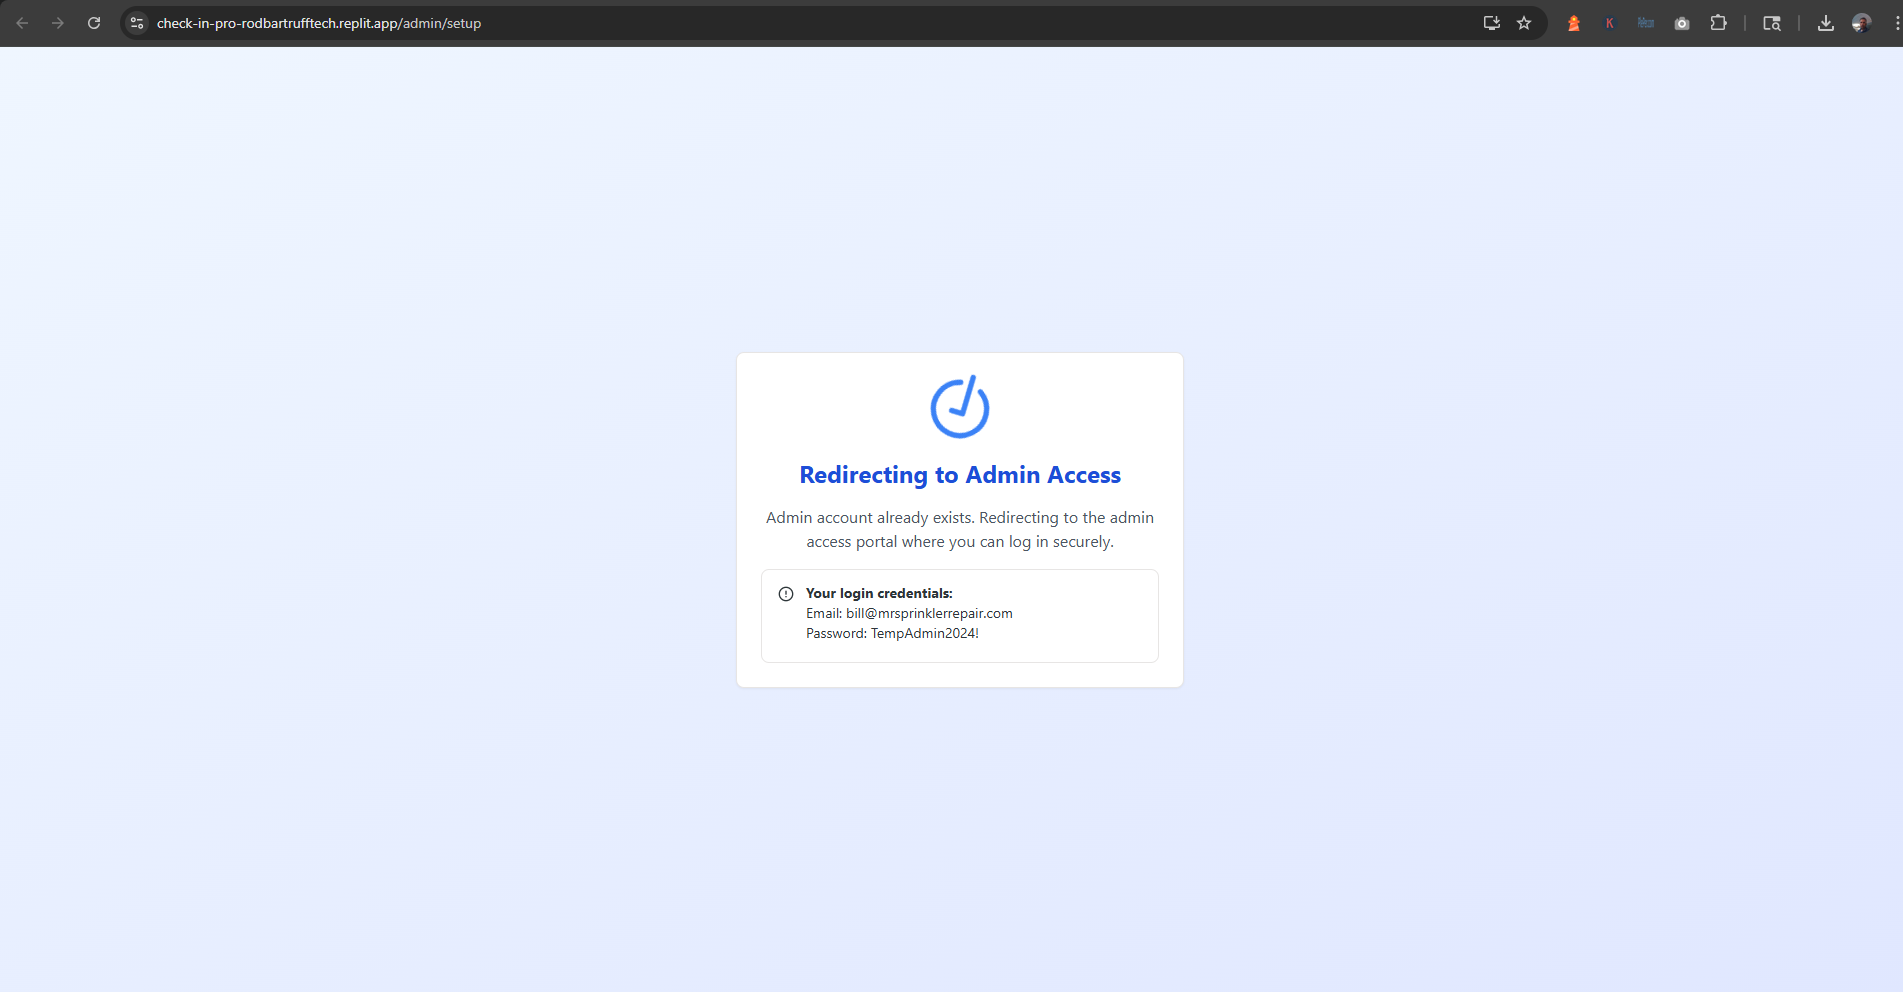 check-in-pro-rodbartrufftech.replit.app/admin/setup
K
Redirecting to Admin Access
Admin account already exists. Redirecting to the admin
access portal where you can log in securely.
Your login credentials:
Email: bill@mrsprinklerrepair.com
Password: TempAdmin2024!